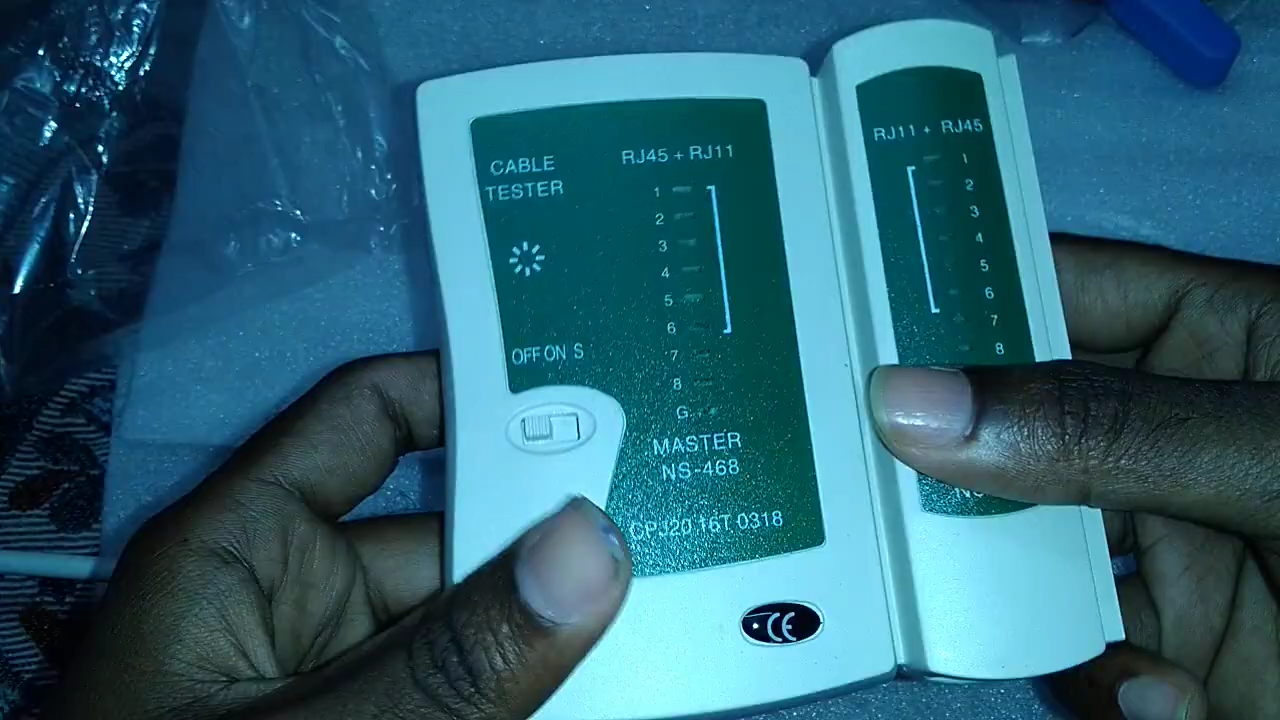 CABLE
TESTER
OFF ON S
RJ45 + RJ11
1
2
3
4
5
6
7
8
G
MASTER
NS-468
CPJ20 16T 0318
CE
RJ11 + RJ45
1
2
3
4
5
6
7
8